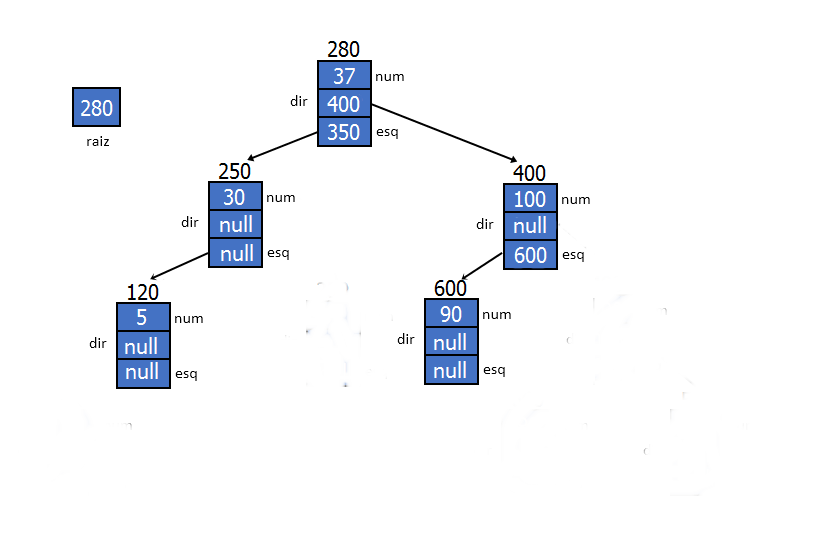 280
37 num
dir 400
350 esq
280
raiz
250
30 num
dir null
null esq
400
100 num
dir null
600 esq
120
5 num
dir null
null esq
600
90 num
dir null
null esq